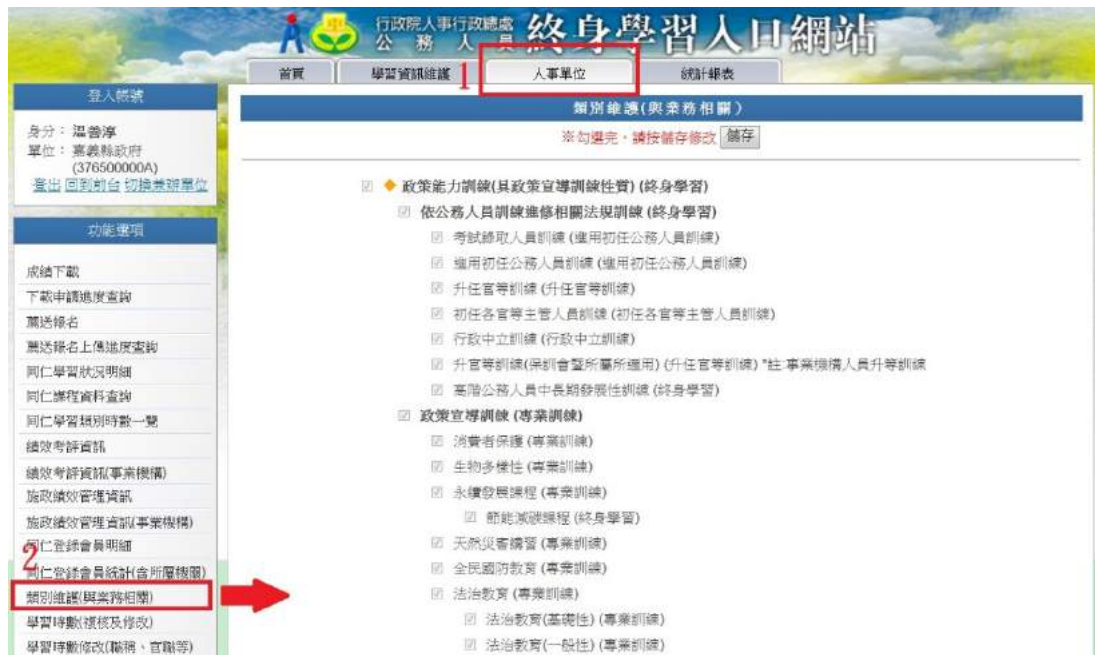 行政院人事行政總處
公務人員
終身學習入口網站
首頁
學習資訊維護
1
人事單位
統計報表
登入帳號
身分：溫善淳
單位：嘉義縣政府
(376500000A)
登出 回到前台 切換兼辦單位
功能選項
成績下載
下載申請進度查詢
薦送報名
薦送報名上傳進度查詢
同仁學習狀況明細
同仁課程資料查詢
同仁學習類別時數一覽
績效考評資訊
績效考評資訊(事業機構)
施政績效管理資訊
施政績效管理資訊(事業機構)
同仁登錄會員明細
2
同仁登錄會員統計(含所屬機關)
類別維護(與業務相關)
學習時數(複核及修改)
學習時數修改(職稱、官職等)
類別維護(與業務相關)
※勾選完，請按儲存修改 儲存
政策能力訓練(具政策宣導訓練性質) (終身學習)
依公務人員訓練進修相關法規訓練 (終身學習)
考試錄取人員訓練 (進用初任公務人員訓練)
進用初任公務人員訓練 (進用初任公務人員訓練)
升任官等訓練 (升任官等訓練)
初任各官等主管人員訓練 (初任各官等主管人員訓練)
行政中立訓練 (行政中立訓練)
升官等訓練(保訓會暨所屬所適用) (升任官等訓練) *註:事業機構人員升等訓練
高階公務人員中長期發展性訓練 (終身學習)
政策宣導訓練 (專業訓練)
消費者保護 (專業訓練)
生物多樣性 (專業訓練)
永續發展課程 (專業訓練)
節能減碳課程 (終身學習)
天然災害講習 (專業訓練)
全民國防教育 (專業訓練)
法治教育 (專業訓練)
法治教育(基礎性) (專業訓練)
法治教育(一般性) (專業訓練)